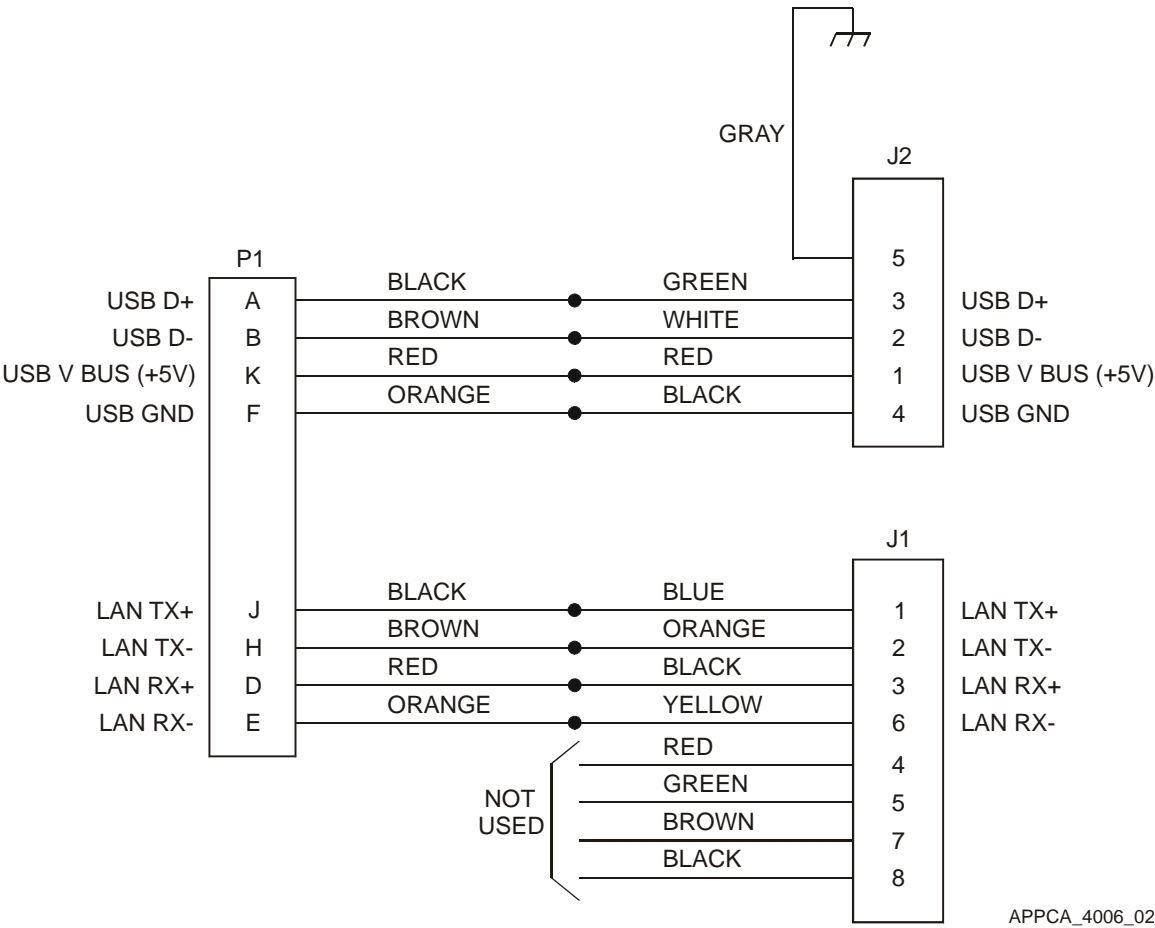 GRAY
J2
5
P1
BLACK GREEN
USB D+ A 3 USB D+
BROWN WHITE
USB D- B 2 USB D-
RED RED
USB V BUS (+5V) K 1 USB V BUS (+5V)
ORANGE BLACK
USB GND F 4 USB GND
J1
BLACK BLUE
LAN TX+ J 1 LAN TX+
BROWN ORANGE
LAN TX- H 2 LAN TX-
RED BLACK
LAN RX+ D 3 LAN RX+
ORANGE YELLOW
LAN RX- E 6 LAN RX-
RED
4
GREEN
NOT
USED
5
BROWN
7
BLACK
8
APPCA_4006_02